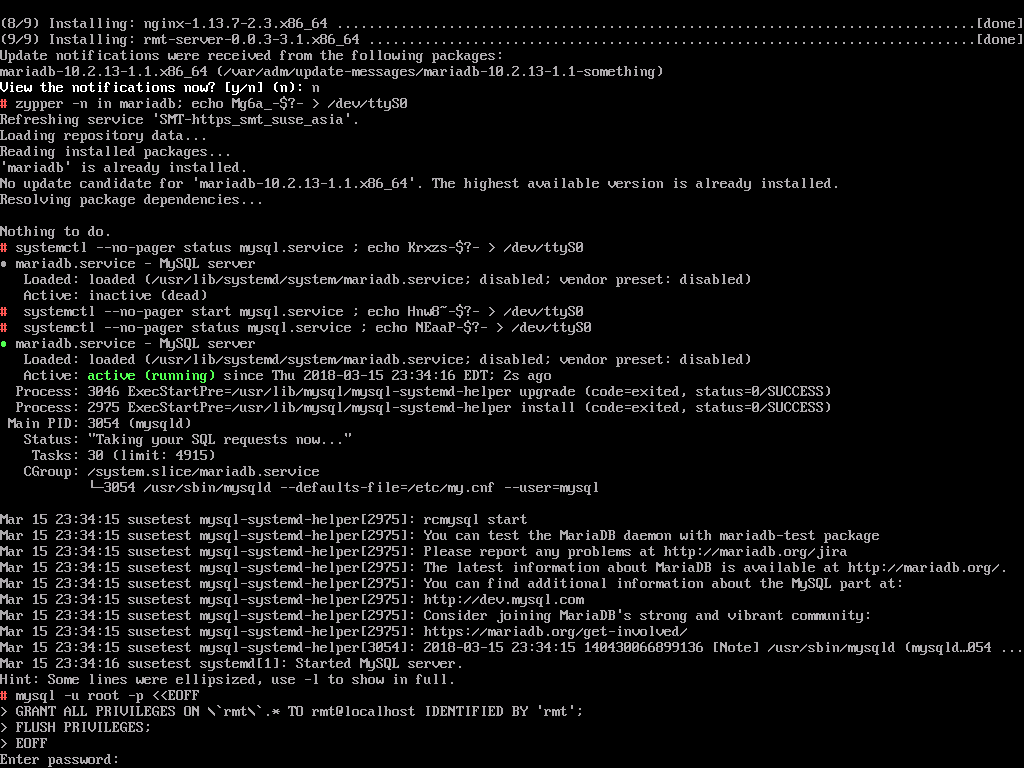 (8/9) Installing: nginx-1.13.7-2.3.x86_64 ................................................................................[done]
(9/9) Installing: rmt-server-0.0.3-3.1.x86_64 ............................................................................[done]
Update notifications were received from the following packages:
mariadb-10.2.13-1.1.x86_64 (/var/adm/update-messages/mariadb-10.2.13-1.1-something)
View the notifications now? [y/n] (n): n
# zypper -n in mariadb; echo Mg6a_-$?- > /dev/ttyS0
Refreshing service 'SMT-https_smt_suse_asia'.
Loading repository data...
Reading installed packages...
'mariadb' is already installed.
No update candidate for 'mariadb-10.2.13-1.1.x86_64'. The highest available version is already installed.
Resolving package dependencies...
Nothing to do.
# systemctl --no-pager status mysql.service ; echo Krxzs-$?- > /dev/ttyS0
● mariadb.service - MySQL server
   Loaded: loaded (/usr/lib/systemd/system/mariadb.service; disabled; vendor preset: disabled)
   Active: inactive (dead)
#  systemctl --no-pager start mysql.service ; echo Hnw8~-$?- > /dev/ttyS0
#  systemctl --no-pager status mysql.service ; echo NEaaP-$?- > /dev/ttyS0
● mariadb.service - MySQL server
   Loaded: loaded (/usr/lib/systemd/system/mariadb.service; disabled; vendor preset: disabled)
   Active: active (running) since Thu 2018-03-15 23:34:16 EDT; 2s ago
  Process: 3046 ExecStartPre=/usr/lib/mysql/mysql-systemd-helper upgrade (code=exited, status=0/SUCCESS)
  Process: 2975 ExecStartPre=/usr/lib/mysql/mysql-systemd-helper install (code=exited, status=0/SUCCESS)
 Main PID: 3054 (mysqld)
   Status: "Taking your SQL requests now..."
    Tasks: 30 (limit: 4915)
   CGroup: /system.slice/mariadb.service
           └─3054 /usr/sbin/mysqld --defaults-file=/etc/my.cnf --user=mysql
Mar 15 23:34:15 susetest mysql-systemd-helper[2975]: rcmysql start
Mar 15 23:34:15 susetest mysql-systemd-helper[2975]: You can test the MariaDB daemon with mariadb-test package
Mar 15 23:34:15 susetest mysql-systemd-helper[2975]: Please report any problems at http://mariadb.org/jira
Mar 15 23:34:15 susetest mysql-systemd-helper[2975]: The latest information about MariaDB is available at http://mariadb.org/.
Mar 15 23:34:15 susetest mysql-systemd-helper[2975]: You can find additional information about the MySQL part at:
Mar 15 23:34:15 susetest mysql-systemd-helper[2975]: http://dev.mysql.com
Mar 15 23:34:15 susetest mysql-systemd-helper[2975]: Consider joining MariaDB's strong and vibrant community:
Mar 15 23:34:15 susetest mysql-systemd-helper[2975]: https://mariadb.org/get-involved/
Mar 15 23:34:15 susetest mysql-systemd-helper[3054]: 2018-03-15 23:34:15 140430066899136 [Note] /usr/sbin/mysqld (mysqld…054 ...
Mar 15 23:34:16 susetest systemd[1]: Started MySQL server.
Hint: Some lines were ellipsized, use -l to show in full.
# mysql -u root -p <<EOFF
> GRANT ALL PRIVILEGES ON \`rmt\`.* TO rmt@localhost IDENTIFIED BY 'rmt';
> FLUSH PRIVILEGES;
> EOFF
Enter password: